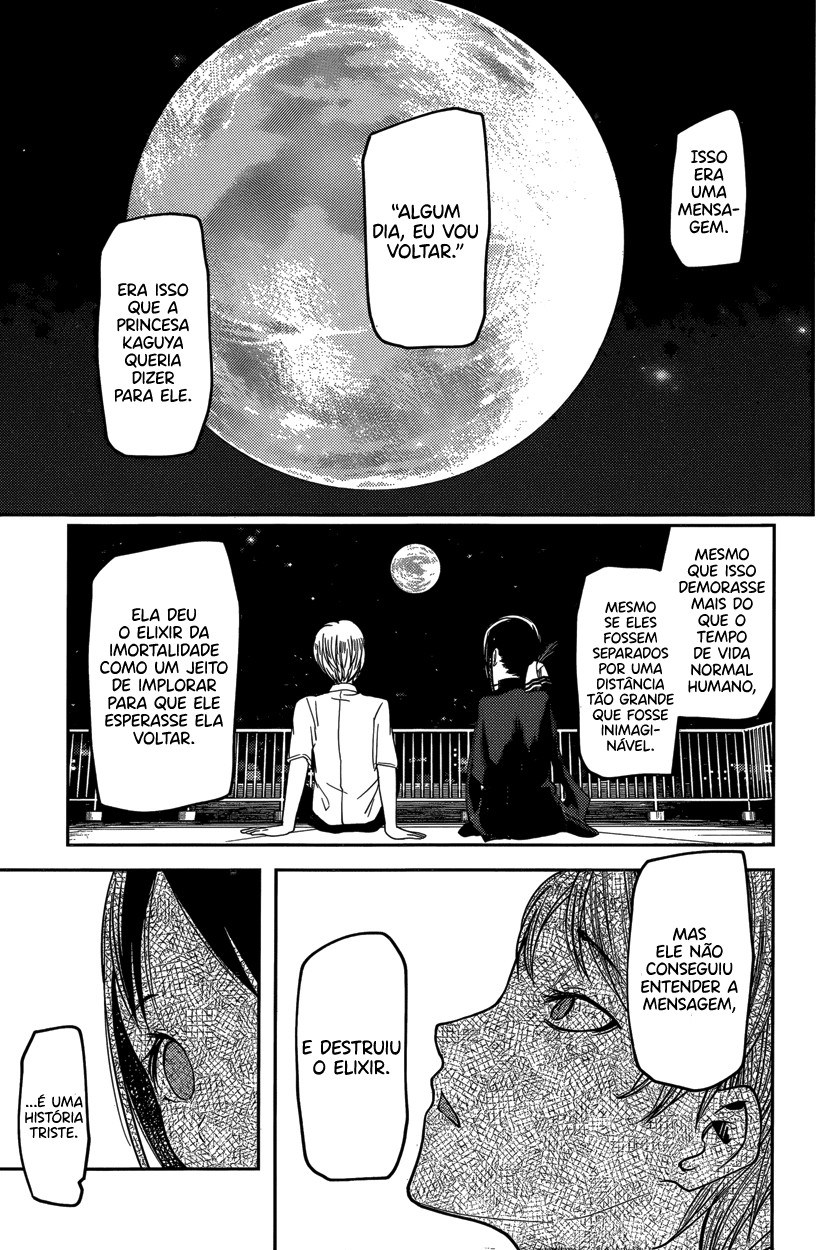 ISSO
ERA
UMA
MENSA-
GEM.
"ALGUM
DIA, EU VOU
VOLTAR."
ERA ISSO
QUE A
PRINCESA
KAGUYA
QUERIA
DIZER
PARA ELE.
MESMO
QUE ISSO
DEMORASSE
MAIS DO
QUE O
TEMPO
DE VIDA
NORMAL
HUMANO,
MESMO
SE ELES
FOSSEM
SEPARADOS
POR UMA
DISTÂNCIA
TÃO GRANDE
QUE FOSSE
INIMAGI-
NÁVEL.
ELA DEU
O ELIXIR DA
IMORTALIDADE
COMO UM JEITO
DE IMPLORAR
PARA QUE ELE
ESPERASSE ELA
VOLTAR.
MAS
ELE NÃO
CONSEGUIU
ENTENDER A
MENSAGEM,
E DESTRUIU
O ELIXIR.
...É UMA
HISTÓRIA
TRISTE.